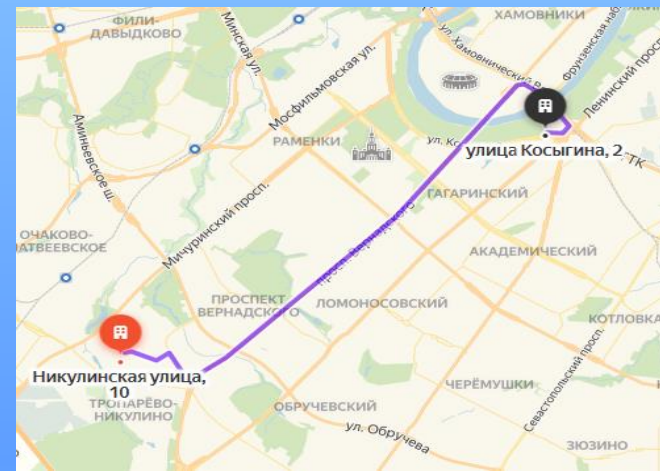 ХАМОВНИКИ
ФИЛИ-
ДАВЫДКОВО
Минская ул.
ул. Хамовнический В
Фрунзенская наб.
Мосфильмовская ул.
Ленинский просп.
Аминьевское ш.
РАМЕНКИ
ул. Ко
улица Косыгина, 2
ТК
ГАГАРИНСКИЙ
Мичуринский просп.
просп. Вернадского
ОЧАКОВО-
МАТВЕЕВСКОЕ
АКАДЕМИЧЕСКИЙ
ПРОСПЕКТ
ВЕРНАДСКОГО
ЛОМОНОСОВСКИЙ
КОТЛОВКА
Никулинская улица,
10
ТРОПАРЁВО-
НИКУЛИНО
ЧЕРЁМУШКИ
Севастопольский просп.
ОБРУЧЕВСКИЙ
ул. Обручева
ЗЮЗИНО